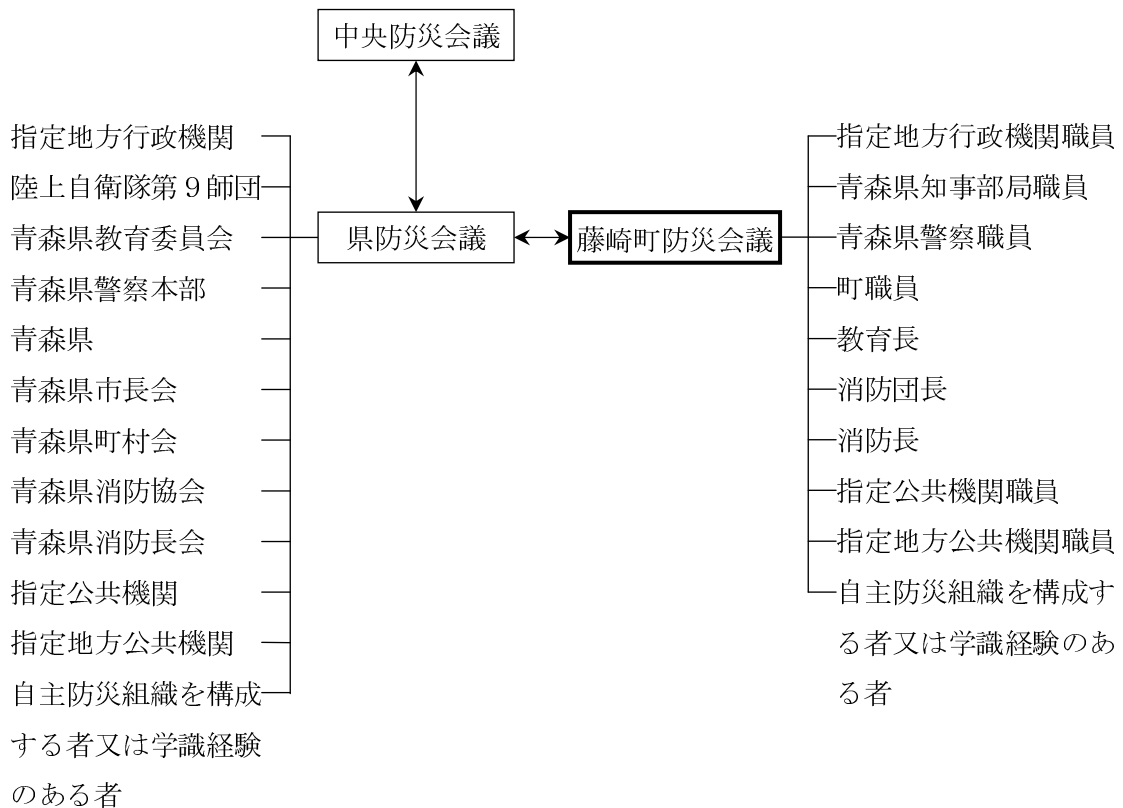 中央防災会議
指定地方行政機関
陸上自衛隊第９師団
青森県教育委員会
青森県警察本部
青森県
青森県市長会
青森県町村会
青森県消防協会
青森県消防長会
指定公共機関
指定地方公共機関
自主防災組織を構成
する者又は学識経験
のある者
県防災会議
藤崎町防災会議
指定地方行政機関職員
青森県知事部局職員
青森県警察職員
町職員
教育長
消防団長
消防長
指定公共機関職員
指定地方公共機関職員
自主防災組織を構成す
る者又は学識経験のあ
る者